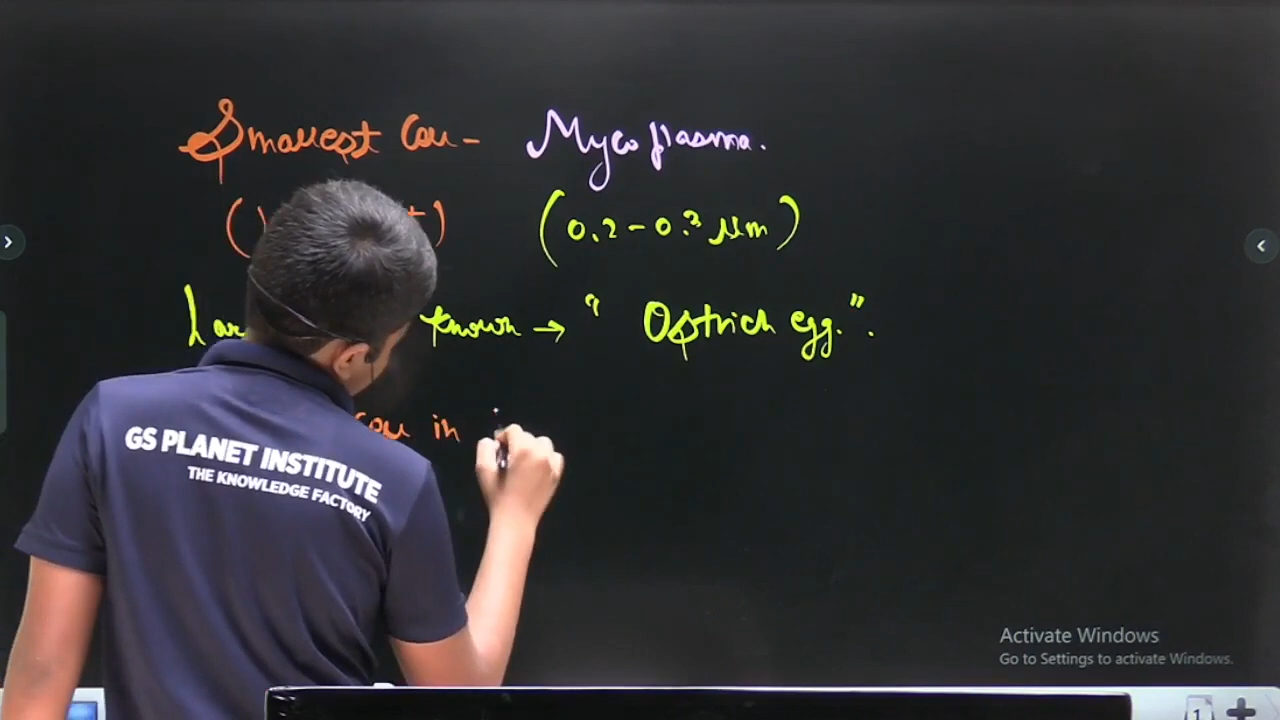 Smallest Cell - Mycoplasma.
(0.2-0.3 μm)
known → " Ostrich egg.".
cell in
GS PLANET INSTITUTE
THE KNOWLEDGE FACTORY
Activate Windows
Go to Settings to activate Windows.
1